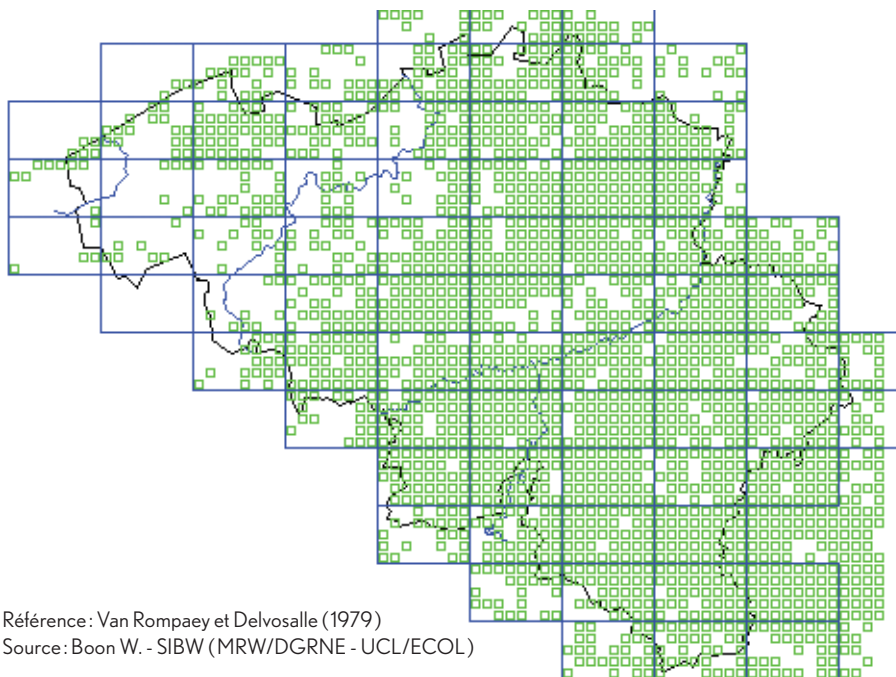 Référence : Van Rompaey et Delvosalle (1979)
Source : Boon W. - SIBW (MRW/DGRNE - UCL/ECOL)